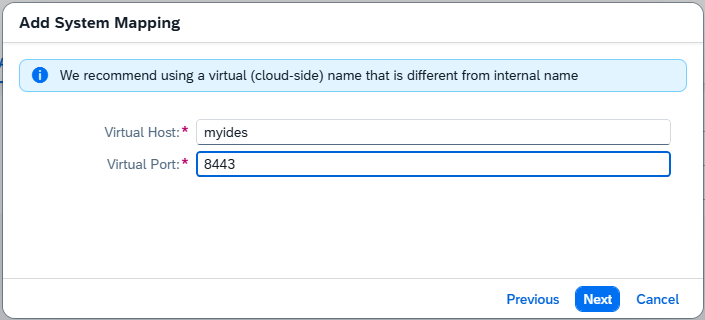 Add System Mapping
We recommend using a virtual (cloud-side) name that is different from internal name
Virtual Host:* myides
Virtual Port:* 8443
Previous Next Cancel